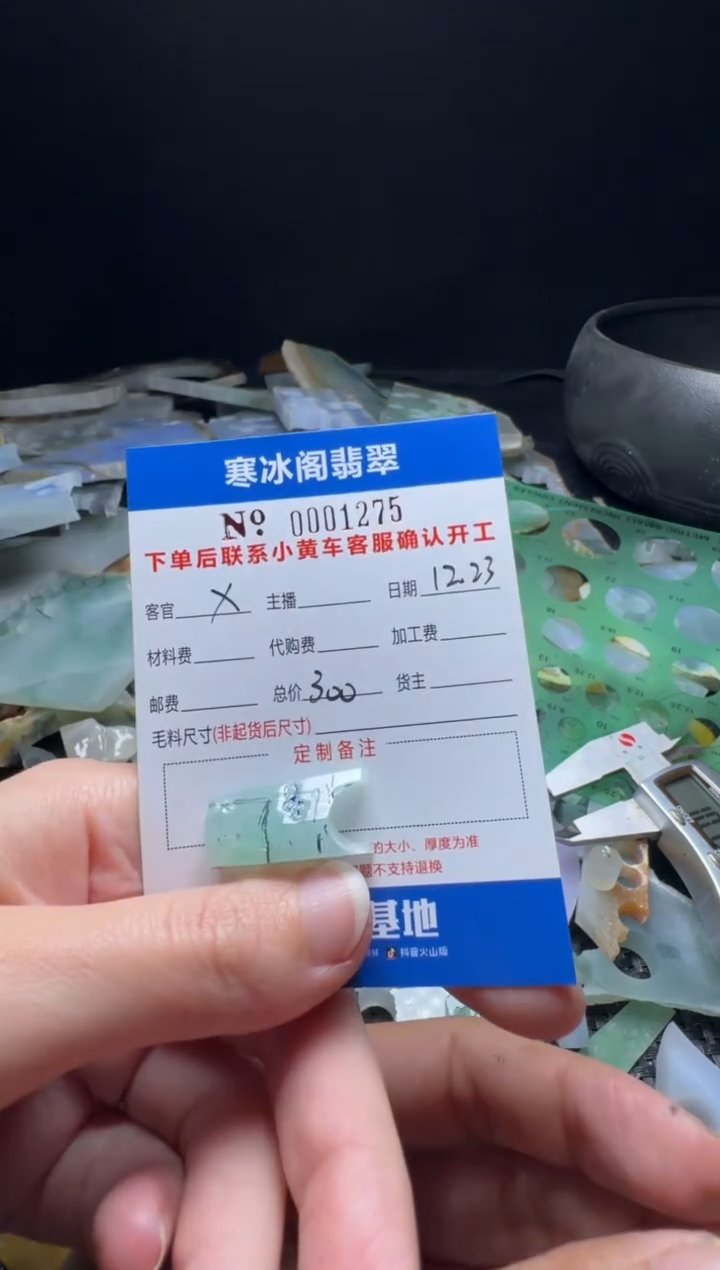 寒冰阁翡翠
Nº 0001275
下单后联系小黄车客服确认开工
客官 X 主播 日期 12.23
材料费 代购费 加工费
邮费 总价 300 货主
毛料尺寸(非起货后尺寸)
定制备注
的大小、厚度为准
题不支持退换
基地
抖音火山版